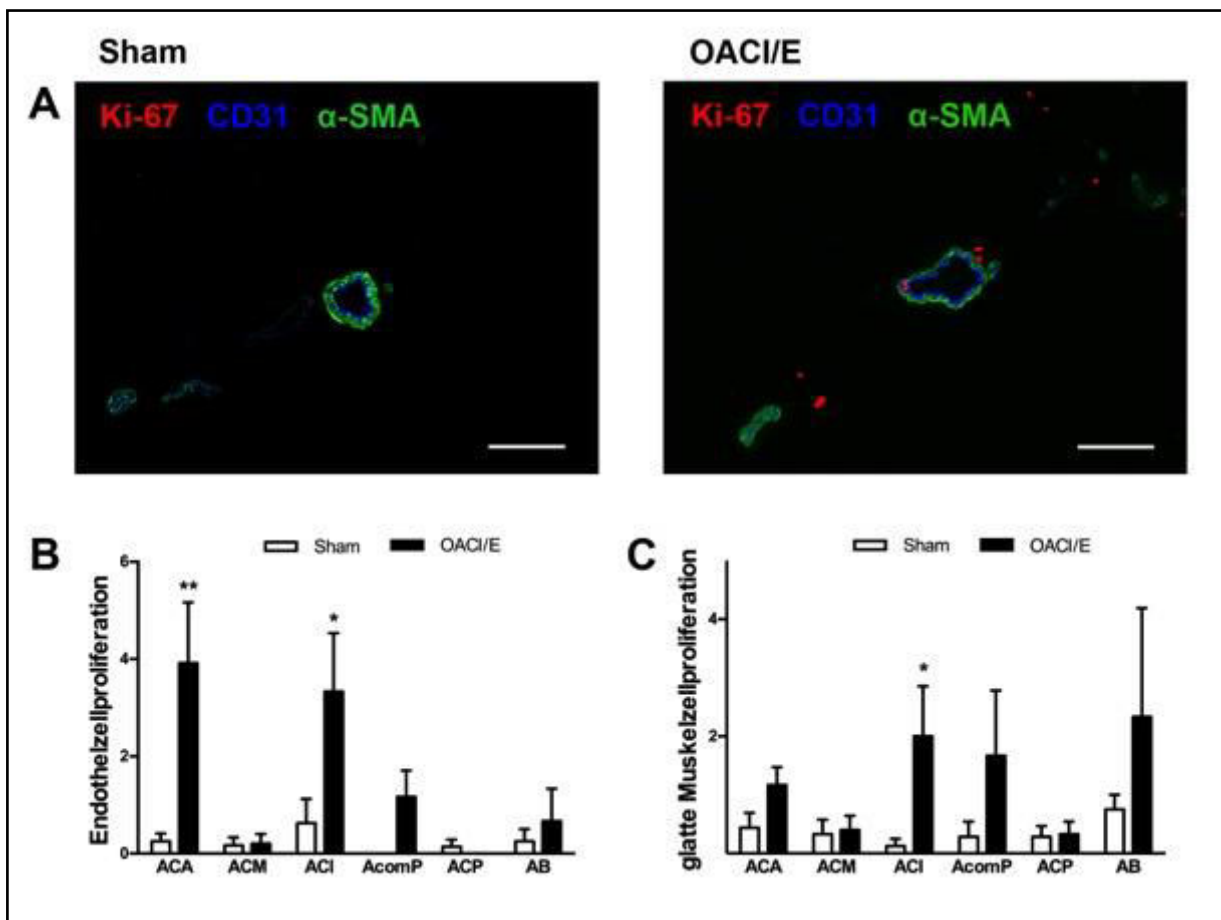 Sham OACI/E
A
Ki-67 CD31 α-SMA Ki-67 CD31 α-SMA
B
Sham OACI/E
Endothelzellproliferation
6
4
2
0
** *
ACA ACM ACI AcomP ACP AB
C
Sham OACI/E
glatte Muskelzellproliferation
4
2
*
ACA ACM ACI AcomP ACP AB